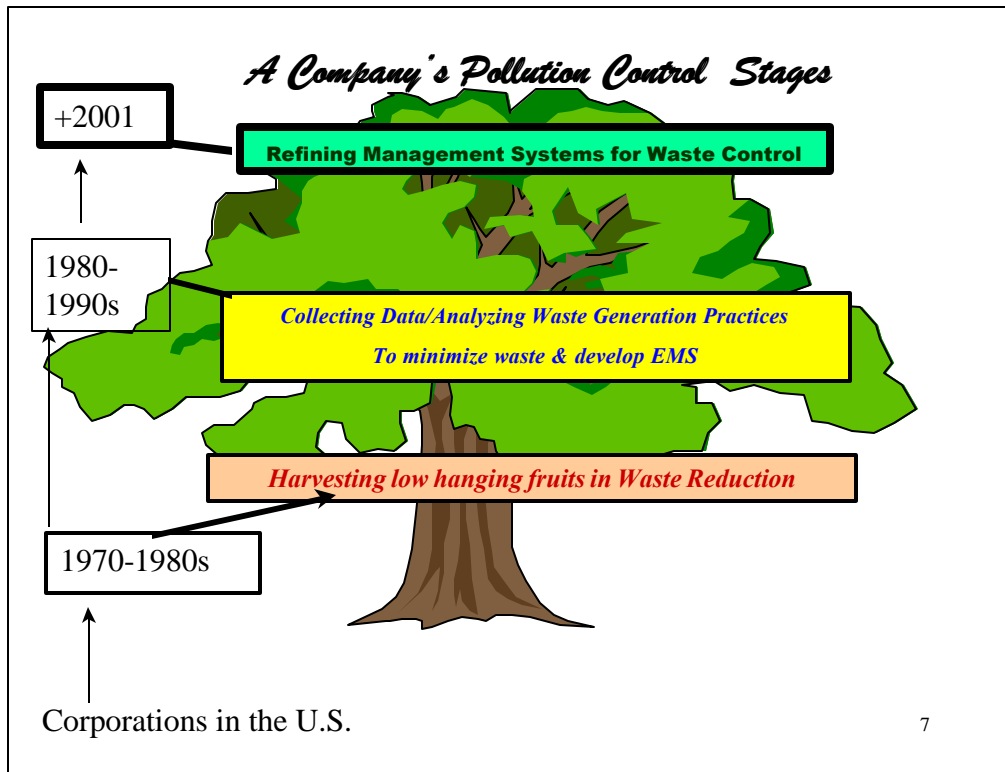 A Company's Pollution Control Stages
+2001
Refining Management Systems for Waste Control
1980-
1990s
Collecting Data/Analyzing Waste Generation Practices
To minimize waste & develop EMS
Harvesting low hanging fruits in Waste Reduction
1970-1980s
Corporations in the U.S.
7